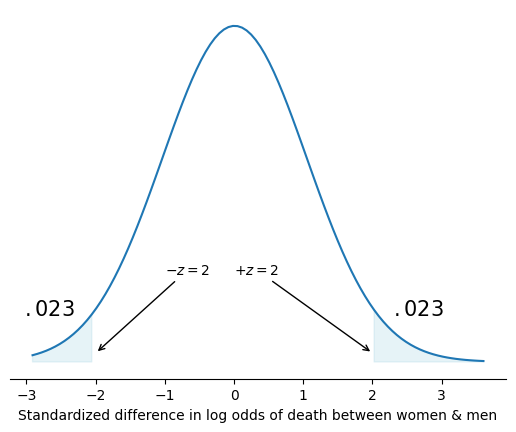 −z = 2 +z = 2
.023 .023
−3 −2 −1 0 1 2 3
Standardized difference in log odds of death between women & men